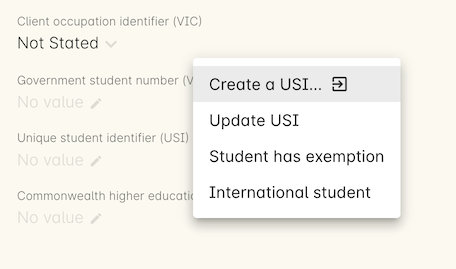 Client occupation identifier (VIC)
Not Stated
Government student number (V
No value
Unique student identifier (USI)
No value
Commonwealth higher educatio
No value
Create a USI...
Update USI
Student has exemption
International student